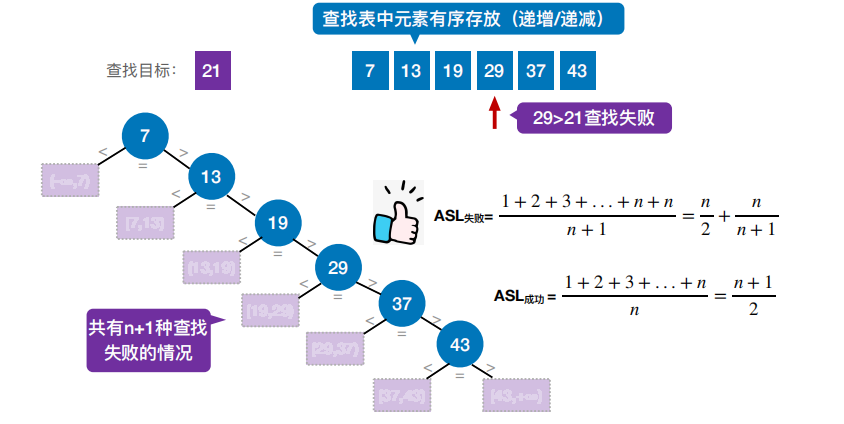 查找表中元素有序存放（递增/递减）
查找目标： 21
7 13 19 29 37 43
29>21查找失败
7
< = >
(-∞,7)
13
< = >
[7,13]
19
< = >
(13,19)
29
< = >
[19,29)
37
< = >
[29,37)
43
< = >
[37,43)
[43,+∞)
共有n+1种查找
失败的情况
ASL失败= (1 + 2 + 3 + … + n + n)/(n + 1) = n/2 + n/(n + 1)
ASL成功 = (1 + 2 + 3 + … + n)/n = (n + 1)/2